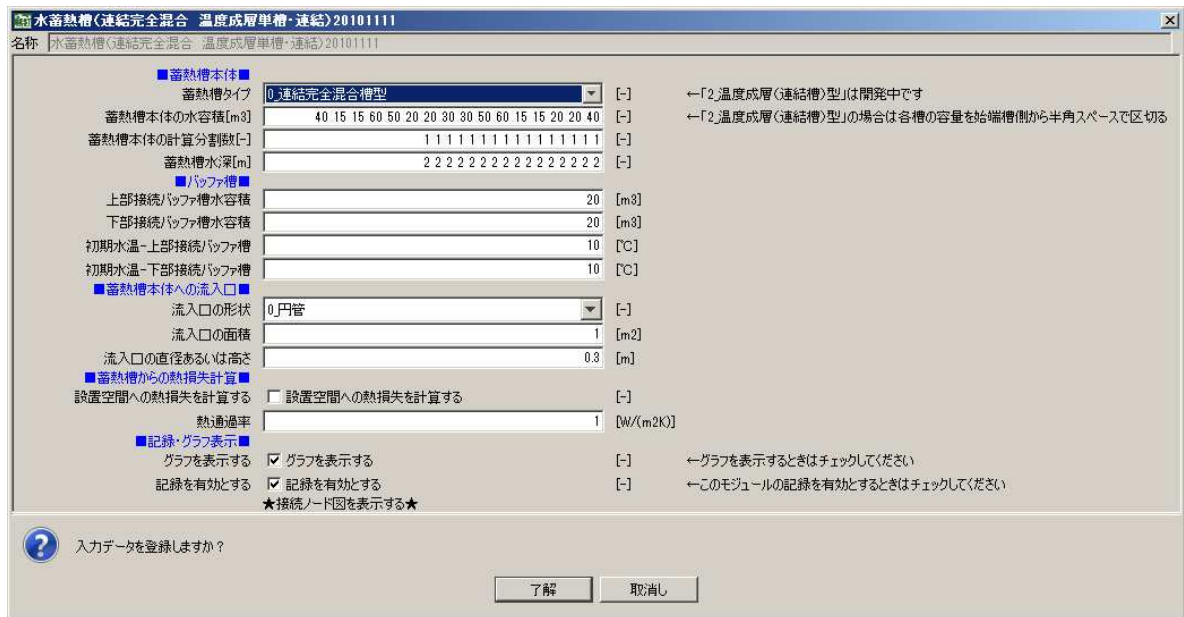 水蓄熱槽(連結完全混合 温度成層単槽・連結)20101111
名称 水蓄熱槽(連結完全混合 温度成層単槽・連結)20101111
■蓄熱槽本体■
蓄熱槽タイプ 0_連結完全混合槽型 [-] ←「2_温度成層(連結槽)型」は開発中です
蓄熱槽本体の水容積[m3] 40 15 15 60 50 20 20 30 30 50 60 15 15 20 20 40 [-] ←「2_温度成層(連結槽)型」の場合は各槽の容量を始端槽側から半角スペースで区切る
蓄熱槽本体の計算分割数[-] 1 1 1 1 1 1 1 1 1 1 1 1 1 1 1 1 [-]
蓄熱槽水深[m] 2 2 2 2 2 2 2 2 2 2 2 2 2 2 2 2 [-]
■バッファ槽■
上部接続バッファ槽水容積 20 [m3]
下部接続バッファ槽水容積 20 [m3]
初期水温-上部接続バッファ槽 10 [℃]
初期水温-下部接続バッファ槽 10 [℃]
■蓄熱槽本体への流入口■
流入口の形状 0_円管 [-]
流入口の面積 1 [m2]
流入口の直径あるいは高さ 0.3 [m]
■蓄熱槽からの熱損失計算■
設置空間への熱損失を計算する 設置空間への熱損失を計算する [-]
熱通過率 1 [W/(m2K)]
■記録・グラフ表示■
グラフを表示する グラフを表示する [-] ←グラフを表示するときはチェックしてください
記録を有効とする 記録を有効とする [-] ←このモジュールの記録を有効とするときはチェックしてください
★接続ノード図を表示する★
入力データを登録しますか?
了解 取消し